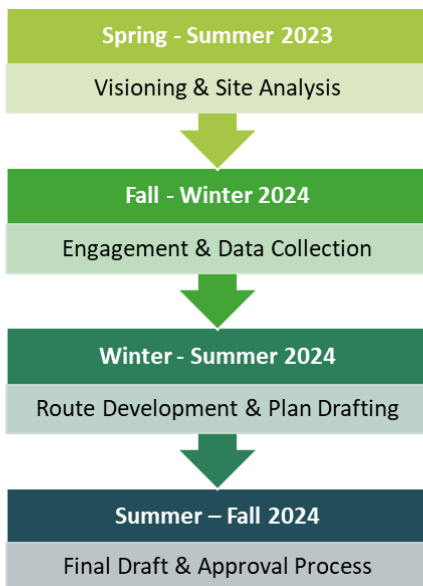 Spring - Summer 2023
Visioning & Site Analysis
Fall - Winter 2024
Engagement & Data Collection
Winter - Summer 2024
Route Development & Plan Drafting
Summer – Fall 2024
Final Draft & Approval Process